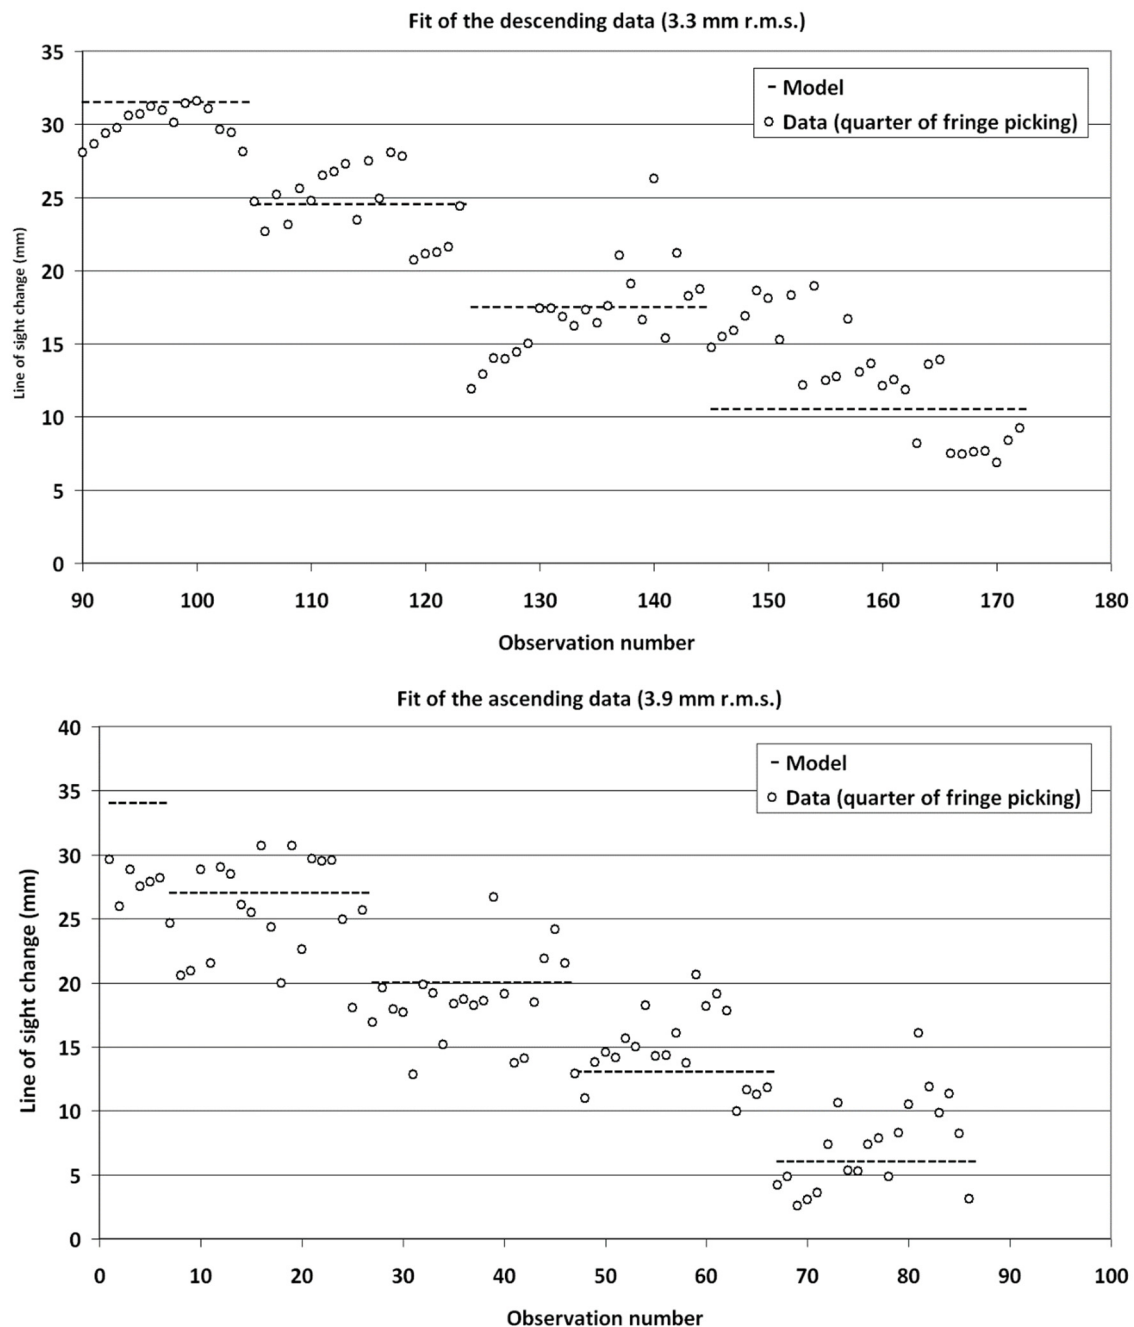 Fit of the descending data (3.3 mm r.m.s.)
35
30
25
20
15
10
5
0
Line of sight change (mm)
Model
Data (quarter of fringe picking)
90 100 110 120 130 140 150 160 170 180
Observation number
Fit of the ascending data (3.9 mm r.m.s.)
40
35
30
25
20
15
10
5
0
Line of sight change (mm)
Model
Data (quarter of fringe picking)
0 10 20 30 40 50 60 70 80 90 100
Observation number